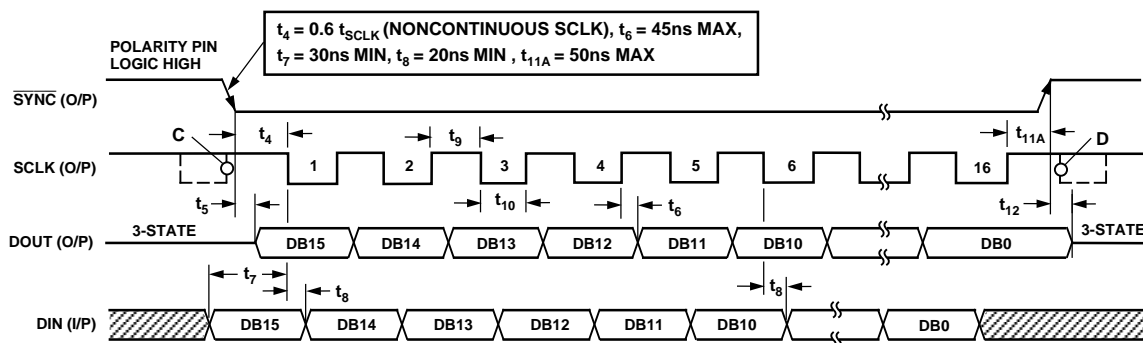 t4 = 0.6 tSCLK (NONCONTINUOUS SCLK), t6 = 45ns MAX,
t7 = 30ns MIN, t8 = 20ns MIN , t11A = 50ns MAX
POLARITY PIN
LOGIC HIGH
SYNC (O/P)
C t4 t9 t11A D
SCLK (O/P) 1 2 3 4 5 6 16
t5 t10 t6 t12
DOUT (O/P) 3-STATE DB15 DB14 DB13 DB12 DB11 DB10 DB0 3-STATE
t7 t8 t8
DIN (I/P) DB15 DB14 DB13 DB12 DB11 DB10 DB0